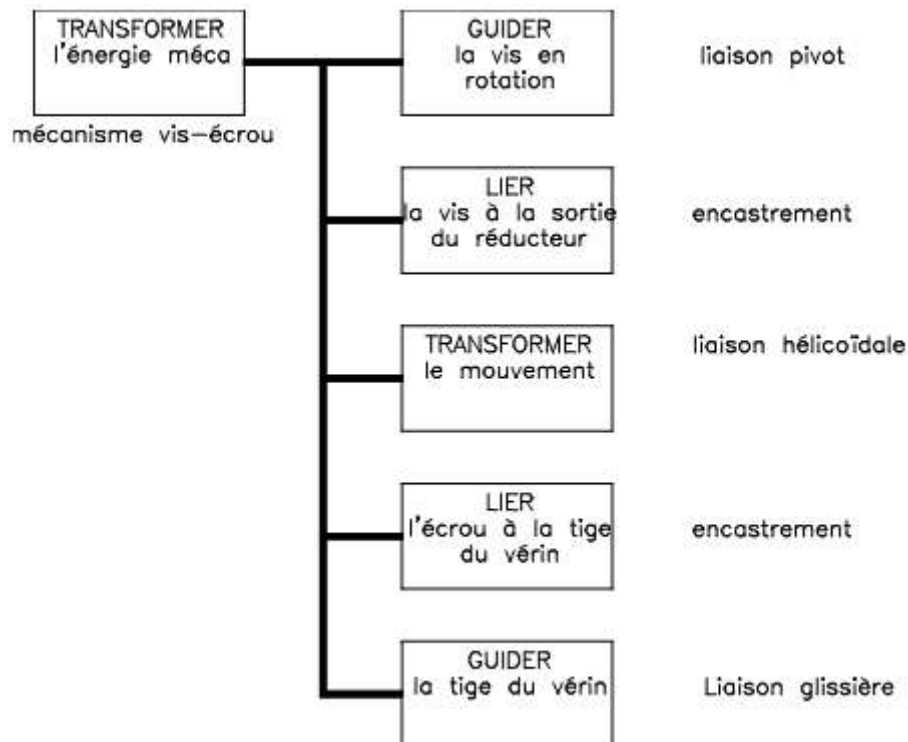 TRANSFORMER
l'énergie méca
mécanisme vis-écrou
GUIDER
la vis en
rotation
liaison pivot
LIER
la vis à la sortie
du réducteur
encastrement
TRANSFORMER
le mouvement
liaison hélicoïdale
LIER
l'écrou à la tige
du vérin
encastrement
GUIDER
la tige du vérin
Liaison glissière